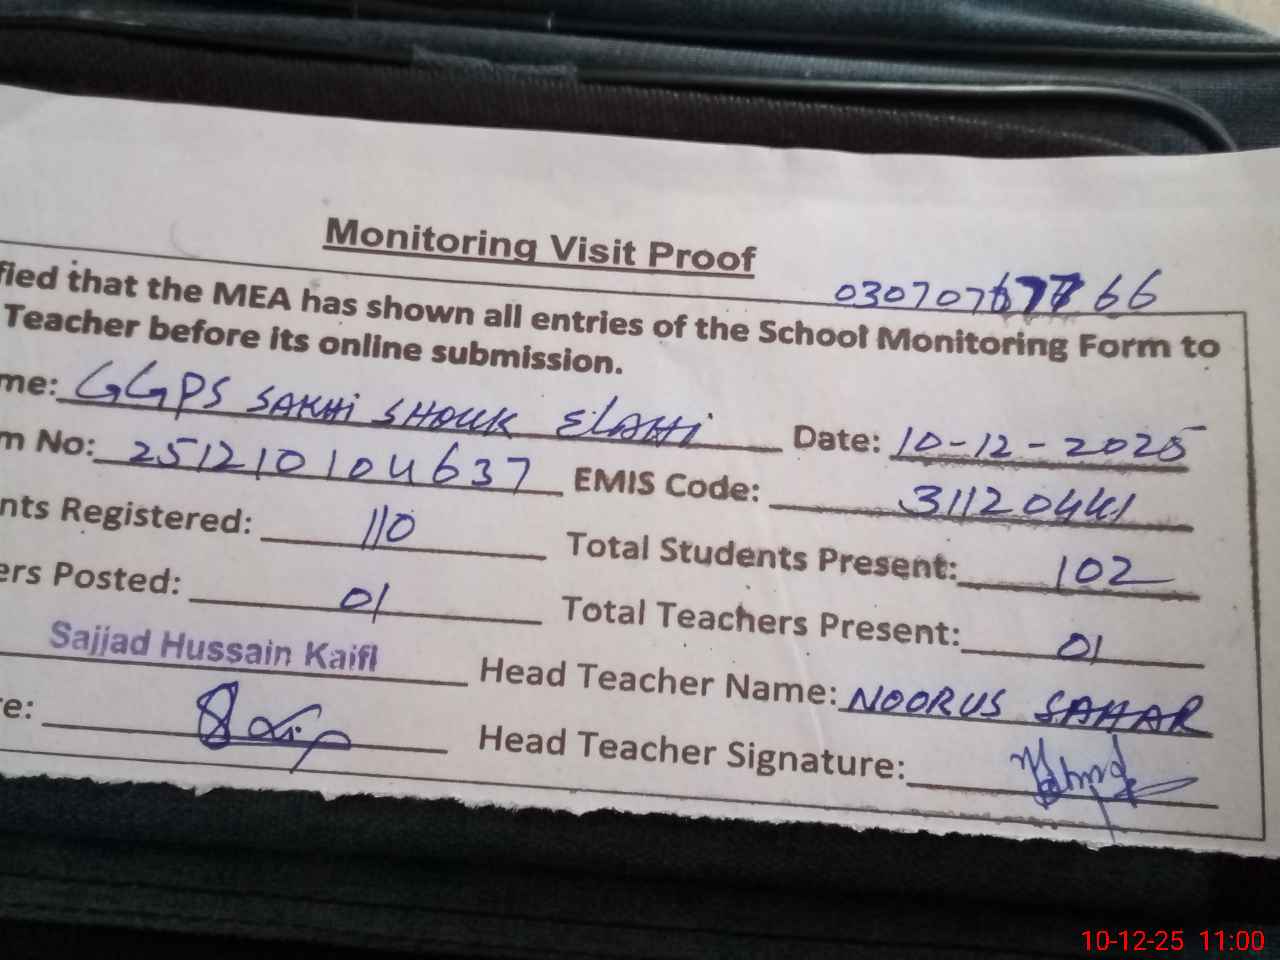 Monitoring Visit Proof
fied that the MEA has shown all entries of the School Monitoring Form to
Teacher before its online submission.
me: GGPS SAKHI SHOUK ELAHI Date: 10-12-2025
m No: 251210104637 EMIS Code: 31120441
nts Registered: 110 Total Students Present: 102
ers Posted: 01 Total Teachers Present: 01
Sajjad Hussain Kaifi Head Teacher Name: NOORUS SAHAR
re: Head Teacher Signature:
10-12-25 11:00